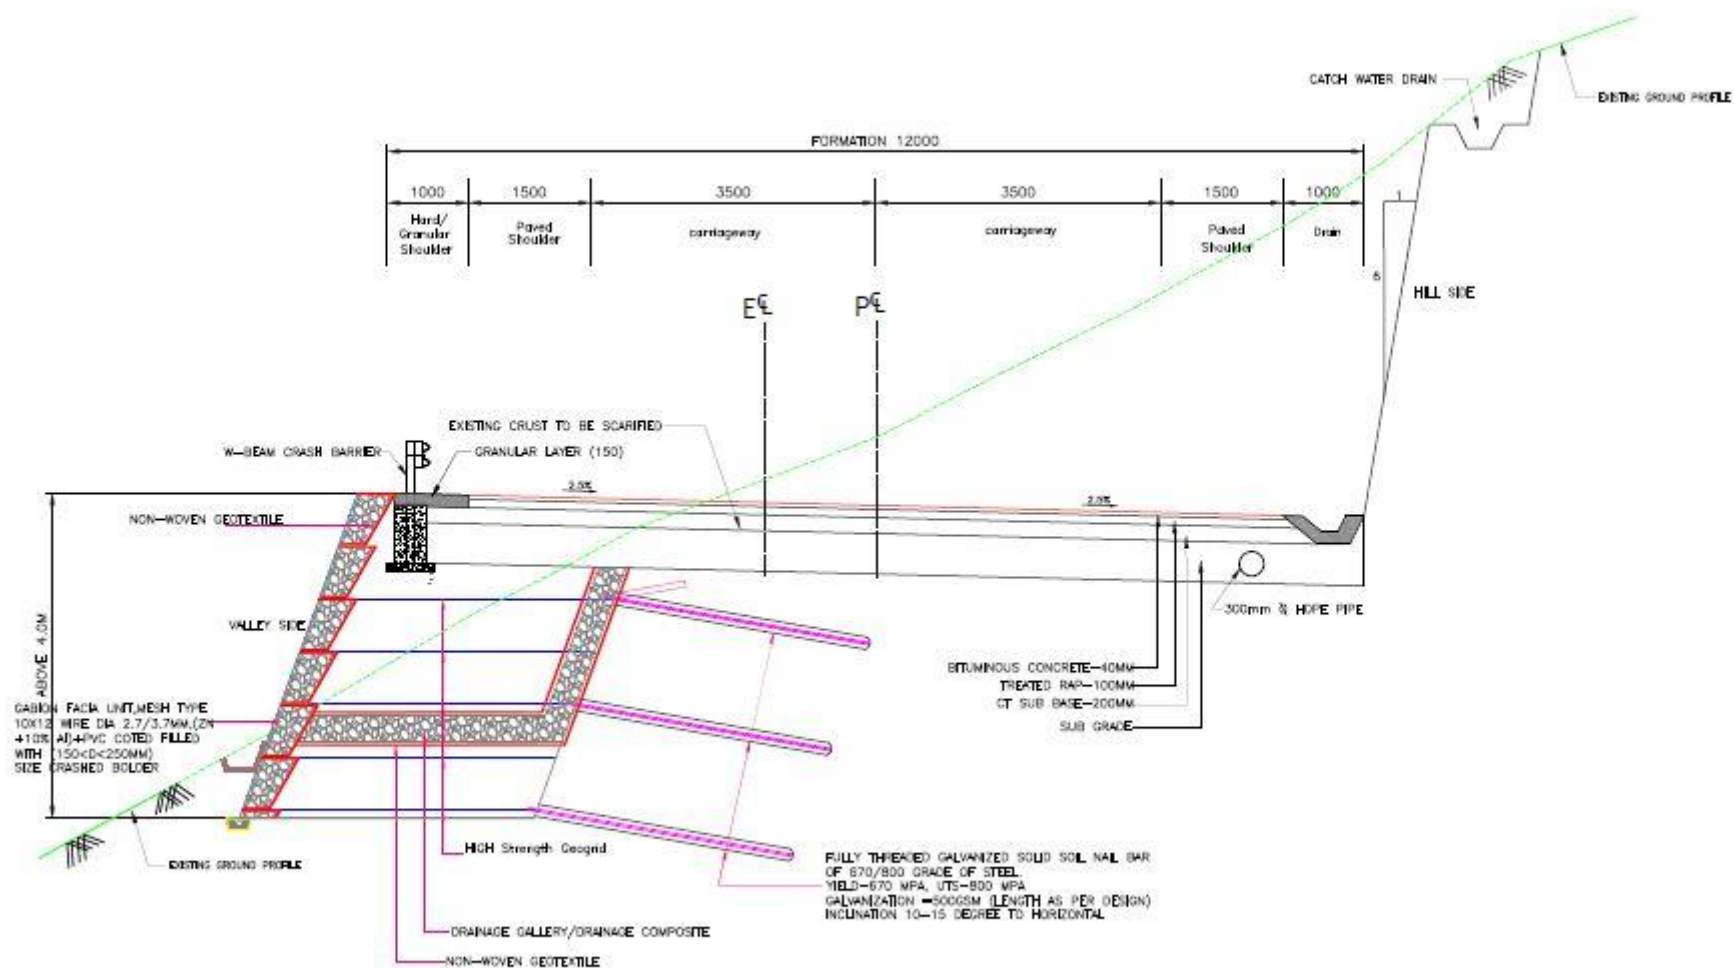 CATCH WATER DRAIN
EXISTING GROUND PROFILE
FORMATION 12000
1000
1500
3500
3500
1500
1000
Hard/
Granular
Shoulder
Paved
Shoulder
carriageway
carriageway
Paved
Shoulder
Drain
1
6
HILL SIDE
E℄
P℄
EXISTING CRUST TO BE SCARIFIED
W-BEAM CRASH BARRIER
GRANULAR LAYER (150)
2.5%
2.5%
NON-WOVEN GEOTEXTILE
VALLEY SIDE
ABOVE 4.0M
300mm HDPE PIPE
BITUMINOUS CONCRETE-40MM
TREATED RAP-100MM
CT SUB BASE-200MM
SUB GRADE
GABION FACIA UNIT,MESH TYPE
10X12 WIRE DIA 2.7/3.7MM,(ZN
+10% Al)+PVC COTED FILLED
WITH (150<D<250MM)
SIZE CRASHED BOLDER
EXISTING GROUND PROFILE
HIGH Strength Geogrid
FULLY THREADED GALVANIZED SOLID SOIL NAIL BAR
OF 670/800 GRADE OF STEEL.
YIELD-670 MPA, UTS-800 MPA
GALVANIZATION =500GSM (LENGTH AS PER DESIGN)
INCLINATION 10-15 DEGREE TO HORIZONTAL
DRAINAGE GALLERY/DRAINAGE COMPOSITE
NON-WOVEN GEOTEXTILE